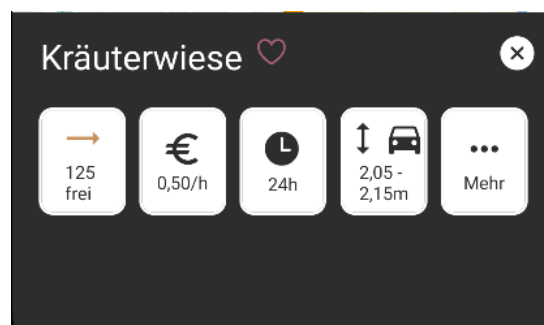 Kräuterwiese
125
frei
0,50/h
24h
2,05 -
2,15m
Mehr